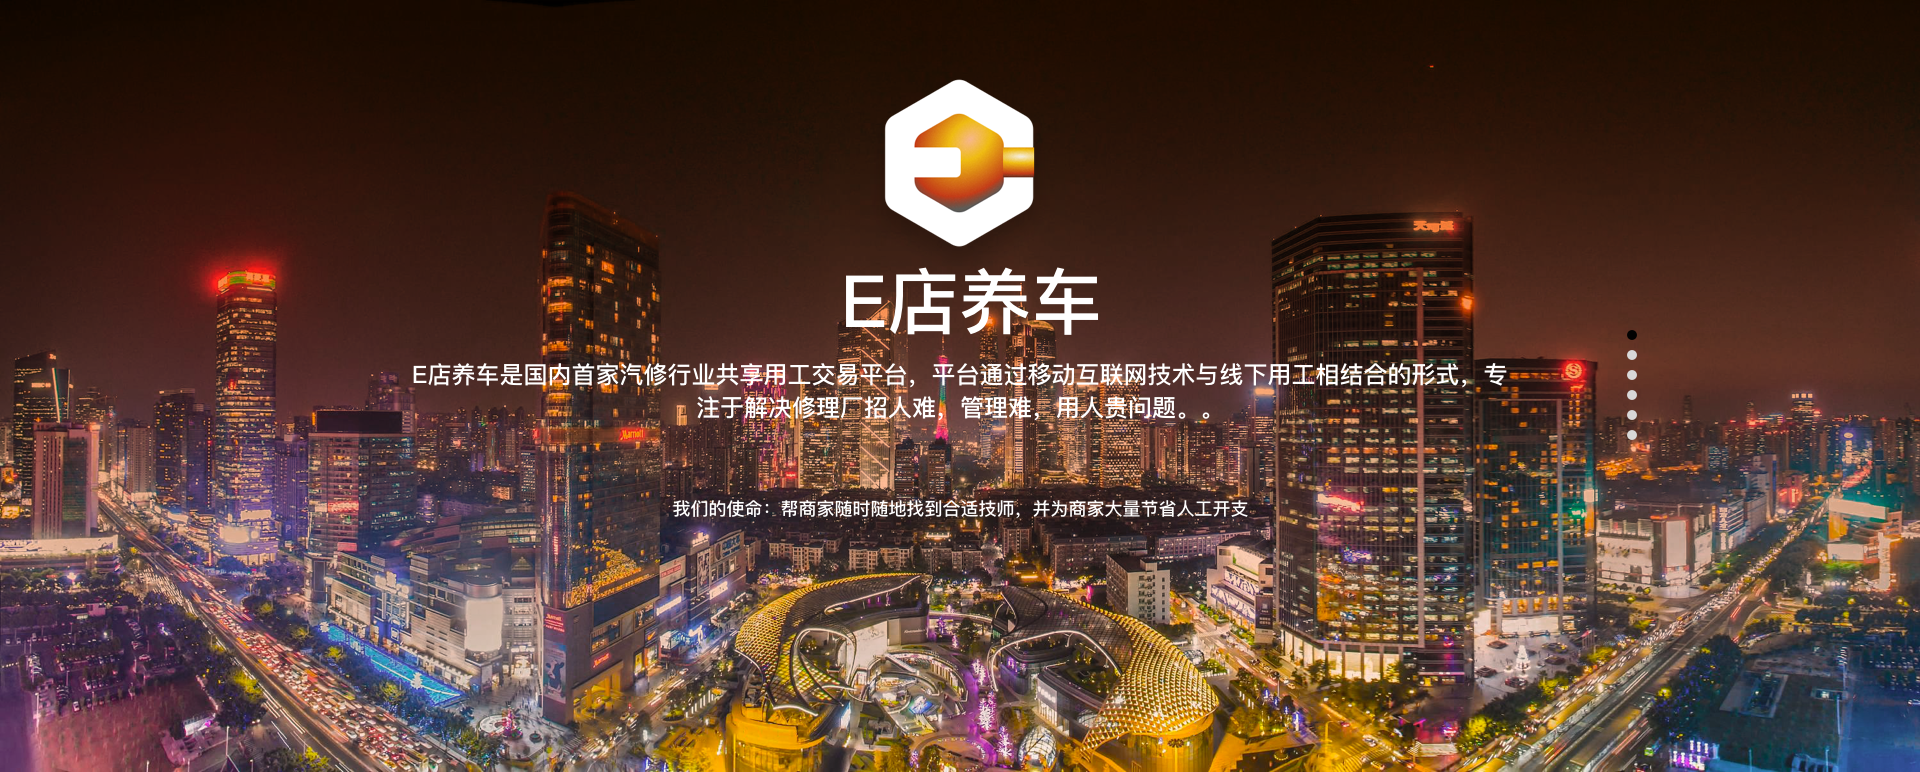 E店养车
E店养车是国内首家汽修行业共享用工交易平台，平台通过移动互联网技术与线下用工相结合的形式，专
注于解决修理厂招人难，管理难，用人贵问题。。
我们的使命：帮商家随时随地找到合适技师，并为商家大量节省人工开支
Marriott